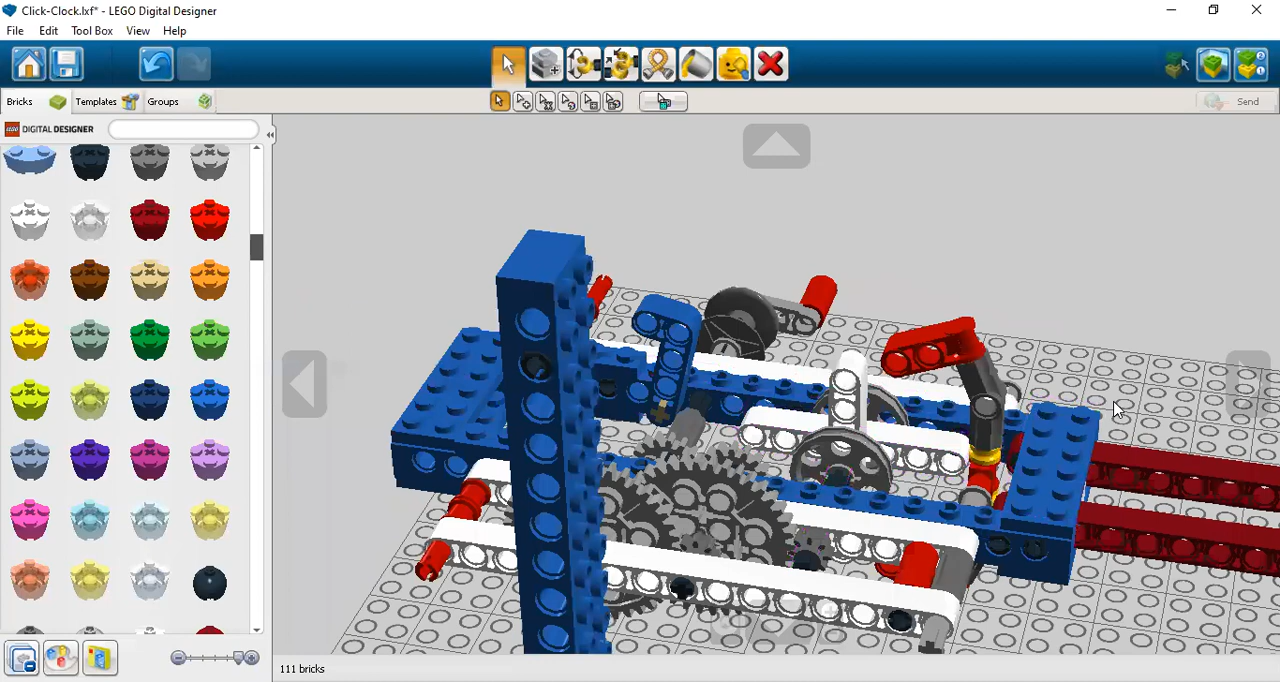 Click-Clock.lxf* - LEGO Digital Designer
File Edit Tool Box View Help
Bricks Templates Groups Send
LEGO DIGITAL DESIGNER
111 bricks